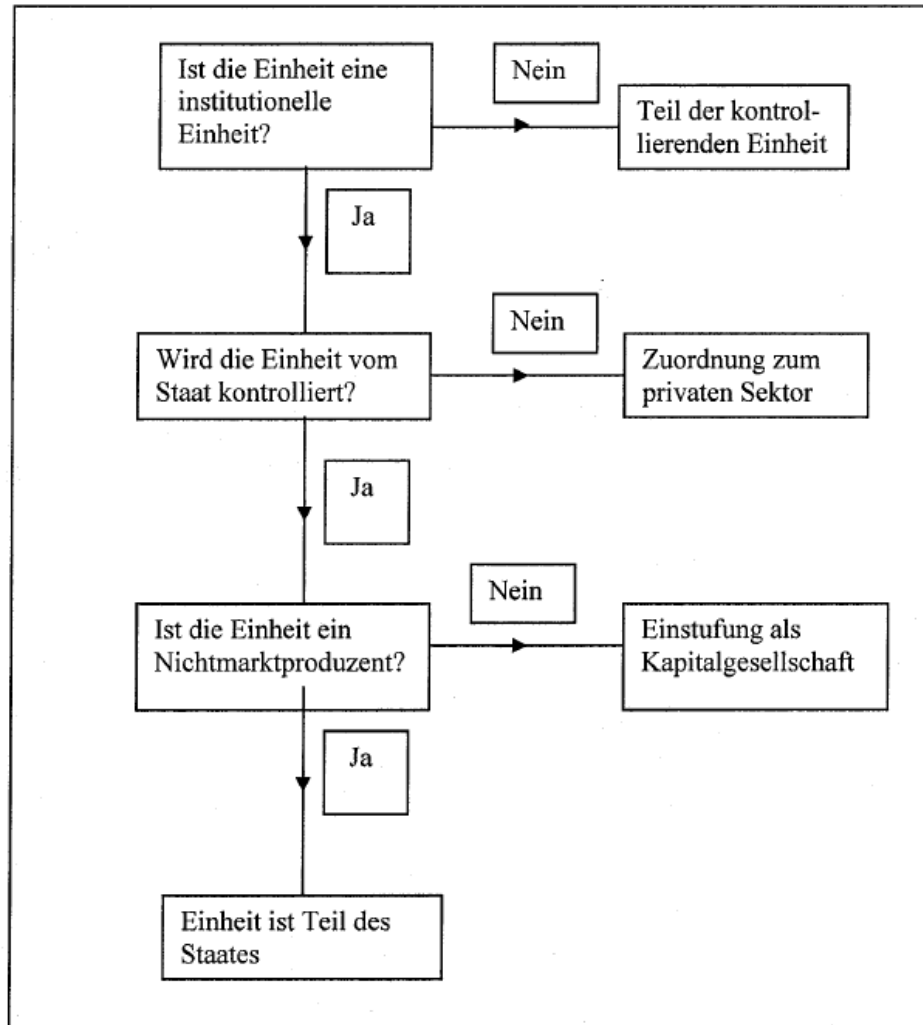 Ist die Einheit eine
institutionelle
Einheit?
Nein
Teil der kontrol-
lierenden Einheit
Ja
Wird die Einheit vom
Staat kontrolliert?
Nein
Zuordnung zum
privaten Sektor
Ja
Ist die Einheit ein
Nichtmarktproduzent?
Nein
Einstufung als
Kapitalgesellschaft
Ja
Einheit ist Teil des
Staates